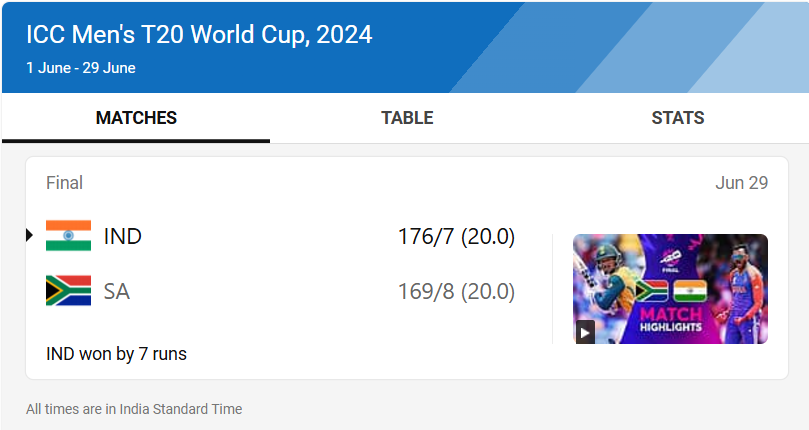 ICC Men's T20 World Cup, 2024
1 June - 29 June
MATCHES TABLE STATS
Final Jun 29
IND 176/7 (20.0)
SA 169/8 (20.0)
FINAL
MATCH
HIGHLIGHTS
IND won by 7 runs
All times are in India Standard Time